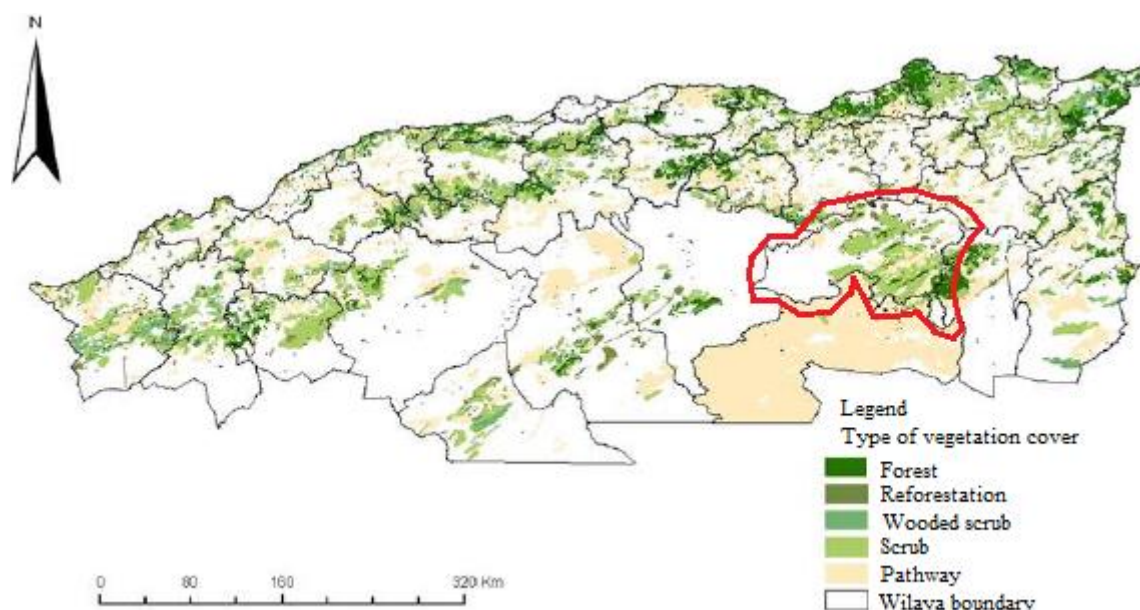 N
Legend
Type of vegetation cover
Forest
Reforestation
Wooded scrub
Scrub
Pathway
Wilaya boundary
0 80 160 320 Km